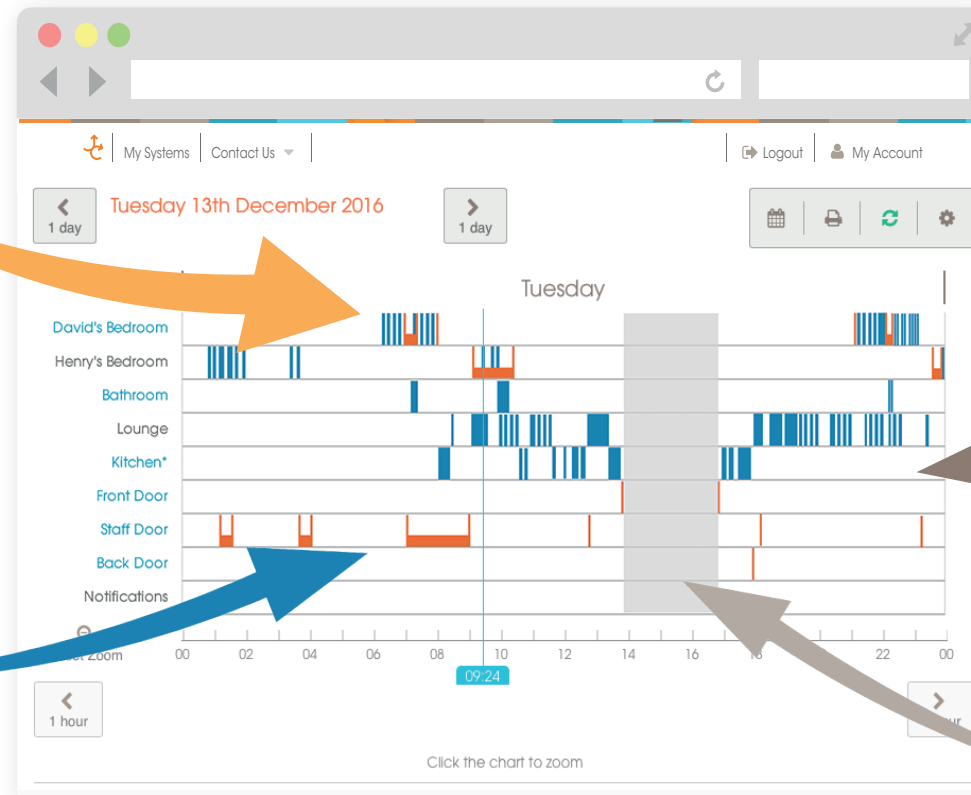 My Systems
Contact Us
Logout
My Account
1 day
Tuesday 13th December 2016
1 day
Tuesday
David's Bedroom
Henry's Bedroom
Bathroom
Lounge
Kitchen*
Front Door
Staff Door
Back Door
Notifications
Zoom
00 02 04 06 08 10 12 14 16 22 00
09:24
1 hour
Click the chart to zoom